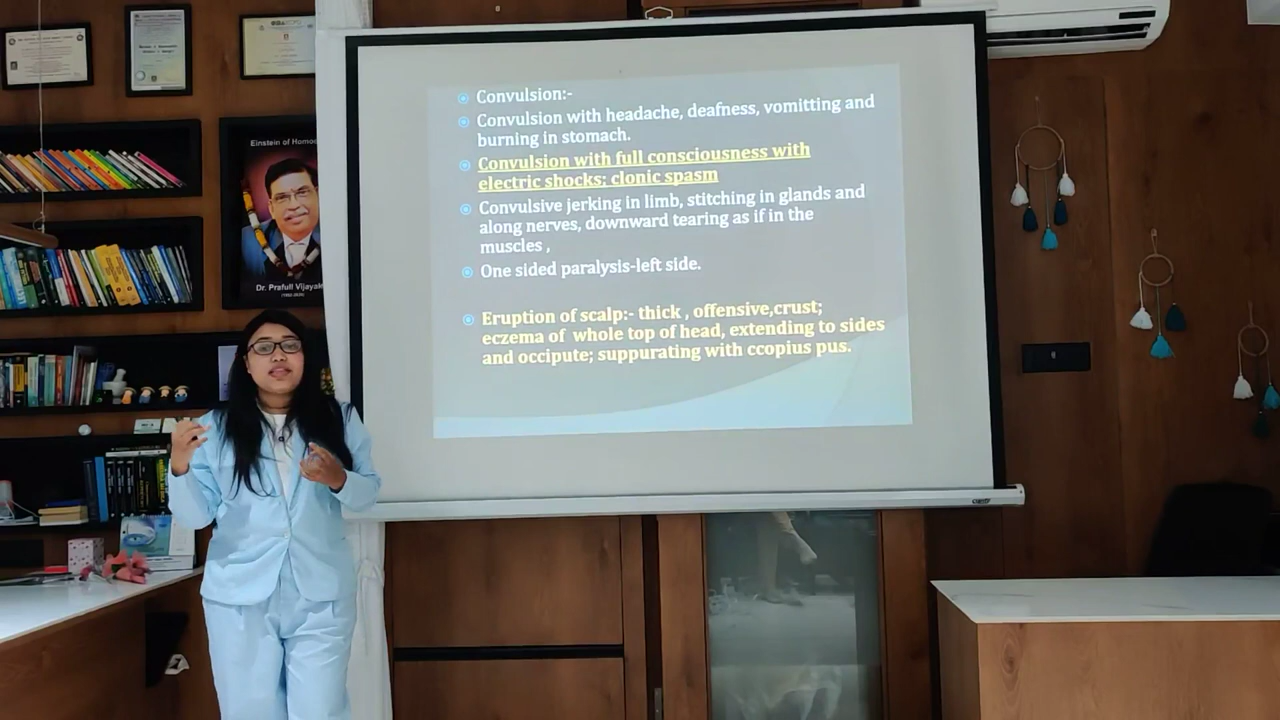 Convulsion:-
Convulsion with headache, deafness, vomitting and
burning in stomach.
Convulsion with full consciousness with
electric shocks; clonic spasm
Convulsive jerking in limb, stitching in glands and
along nerves, downward tearing as if in the
muscles ,
One sided paralysis-left side.
Eruption of scalp:- thick , offensive,crust;
eczema of whole top of head, extending to sides
and occipute; suppurating with ccopius pus.
Einstein of Homoe
Dr. Prafull Vijayak